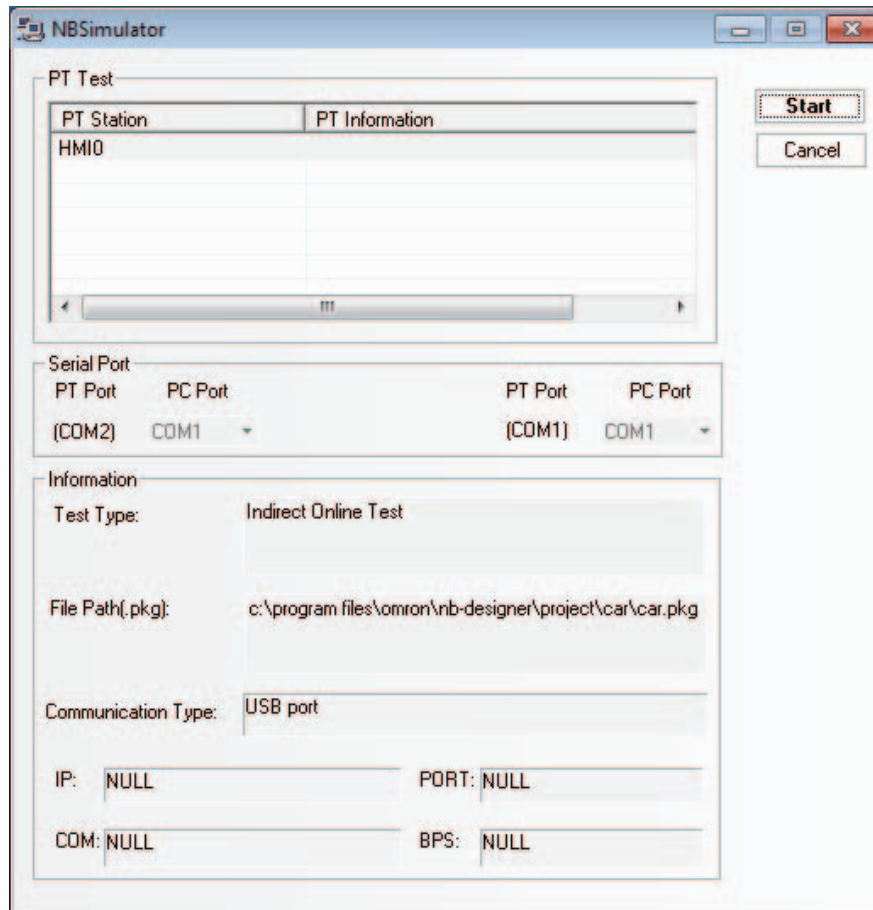 NBSimulator
PT Test
PT Station PT Information
HMI0
Start
Cancel
Serial Port
PT Port PC Port PT Port PC Port
(COM2) COM1 (COM1) COM1
Information
Test Type: Indirect Online Test
File Path(.pkg): c:\program files\omron\nb-designer\project\car\car.pkg
Communication Type: USB port
IP: NULL PORT: NULL
COM: NULL BPS: NULL